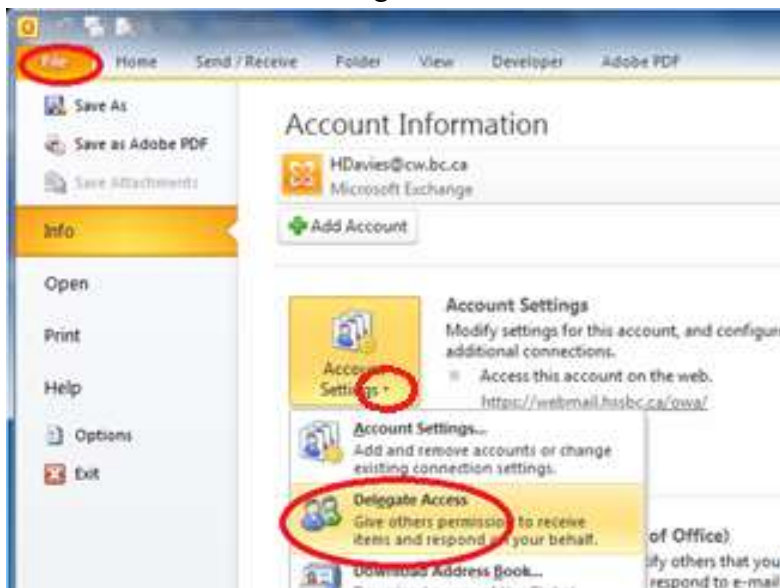 File Home Send / Receive Folder View Developer Adobe PDF
Save As
Save as Adobe PDF
Save Attachments
Info
Open
Print
Help
Options
Exit
Account Information
HDavies@cw.bc.ca
Microsoft Exchange
Add Account
Account
Settings
Account Settings
Modify settings for this account, and configure
additional connections.
Access this account on the web.
https://webmail.hssbc.ca/owa/
Account Settings...
Add and remove accounts or change
existing connection settings.
Delegate Access
Give others permission to receive
items and respond on your behalf.
Download Address Book...
of Office)
ify others that you
respond to e-ma